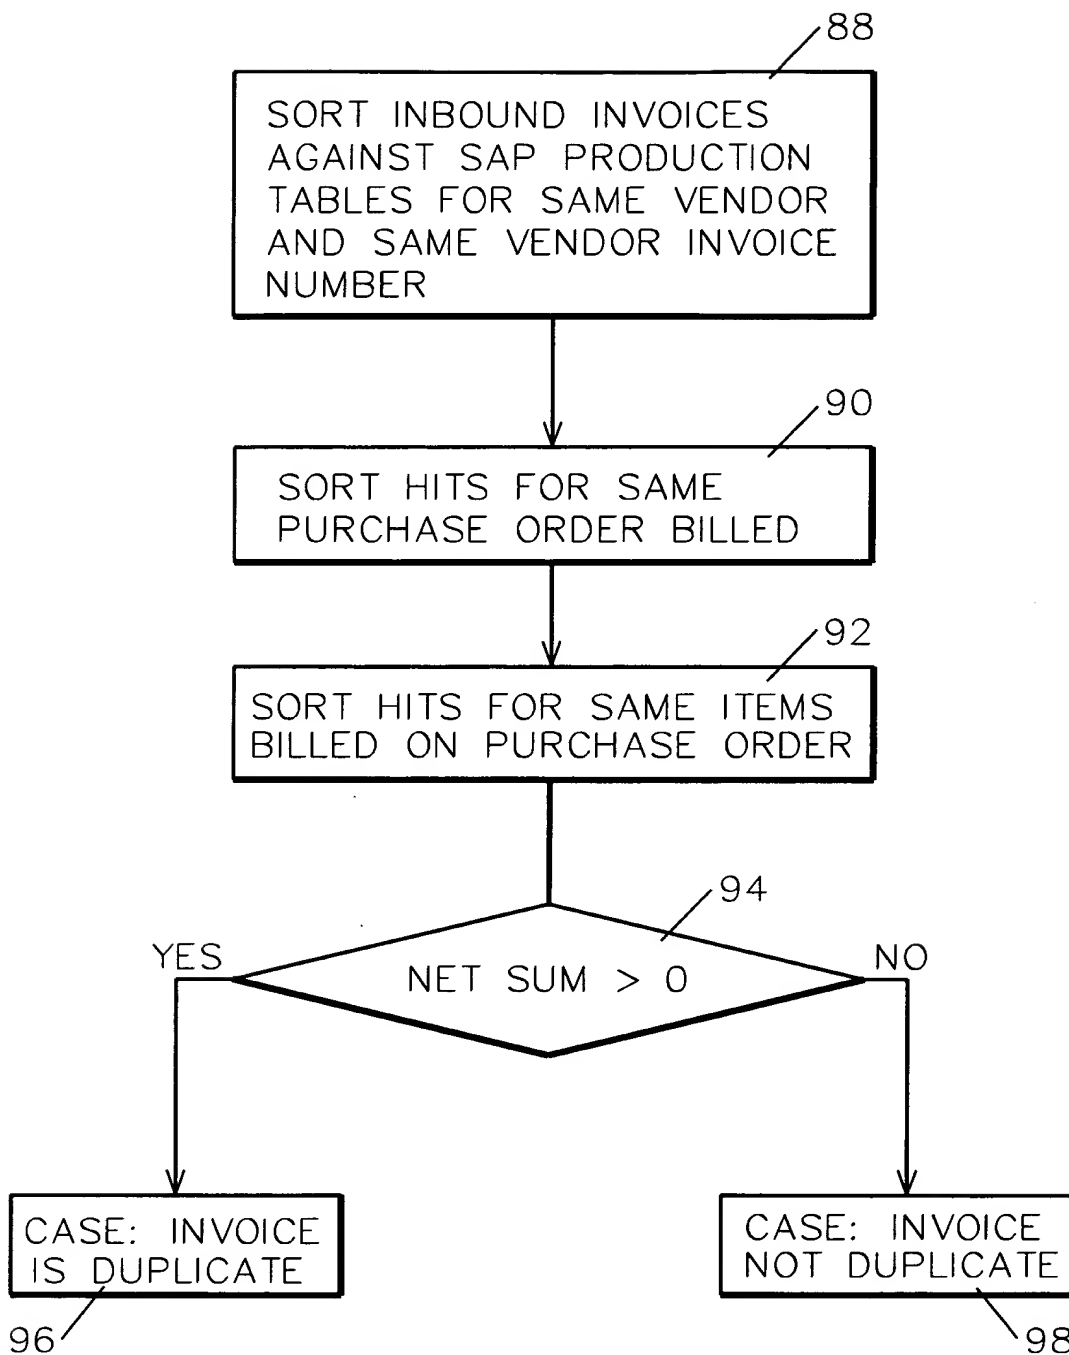 88
SORT INBOUND INVOICES
AGAINST SAP PRODUCTION
TABLES FOR SAME VENDOR
AND SAME VENDOR INVOICE
NUMBER
90
SORT HITS FOR SAME
PURCHASE ORDER BILLED
92
SORT HITS FOR SAME ITEMS
BILLED ON PURCHASE ORDER
94
YES
NET SUM > 0
NO
CASE: INVOICE
IS DUPLICATE
96
CASE: INVOICE
NOT DUPLICATE
98